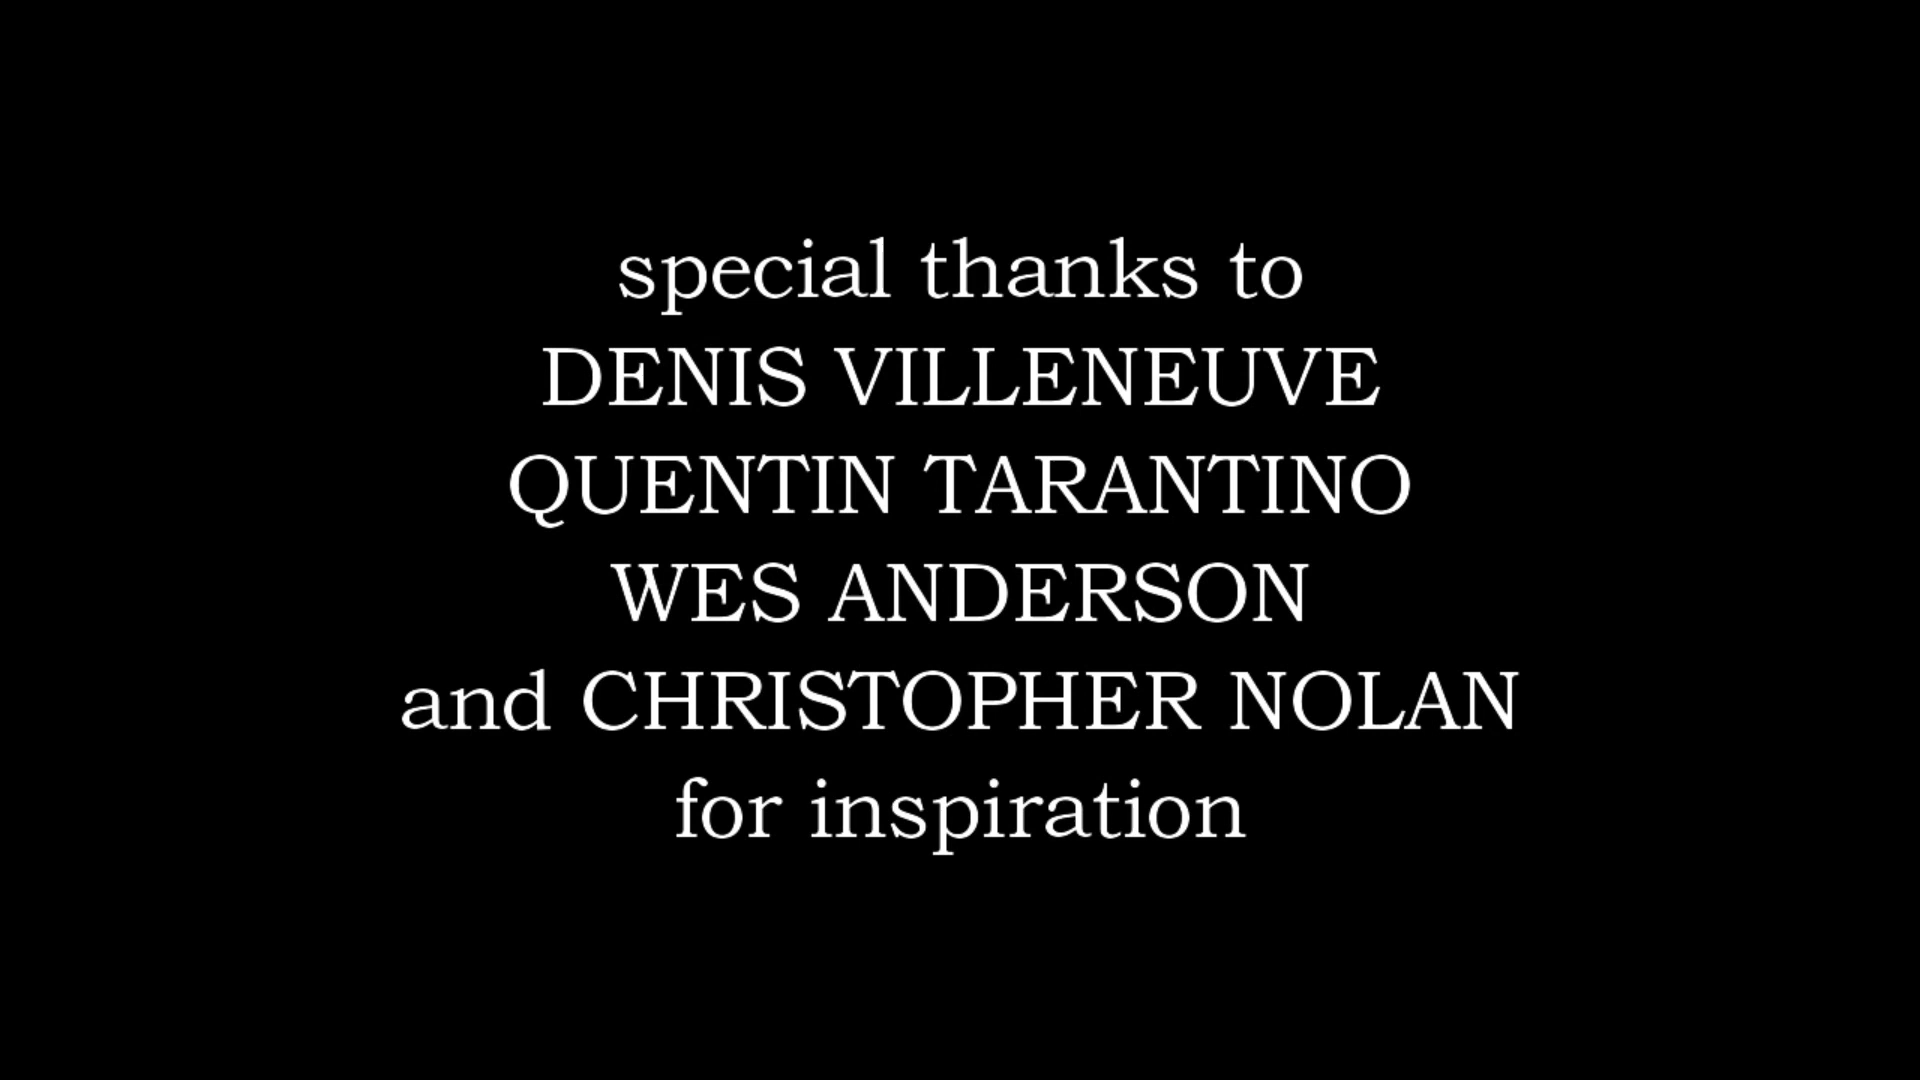 special thanks to
DENIS VILLENEUVE
QUENTIN TARANTINO
WES ANDERSON
and CHRISTOPHER NOLAN
for inspiration